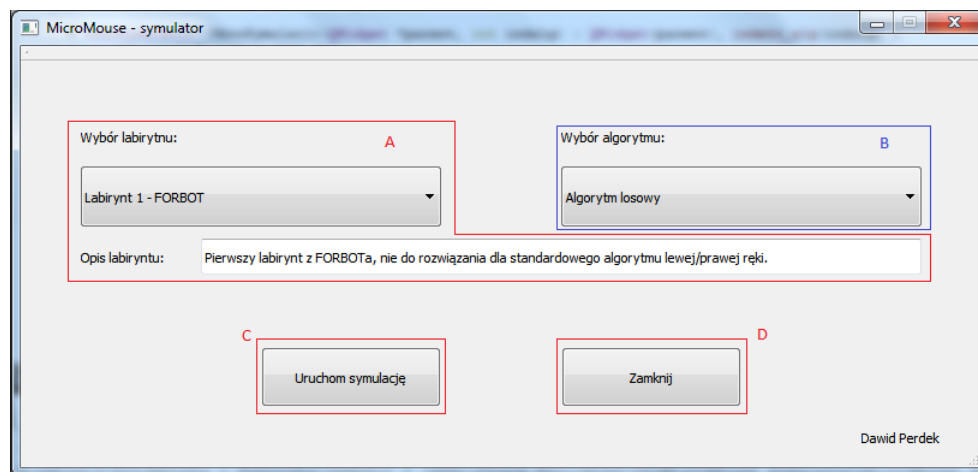 MicroMouse - symulator
Wybór labirytnu:
A
Wybór algorytmu:
B
Labirynt 1 - FORBOT
Algorytm losowy
Opis labiryntu:
Pierwszy labirynt z FORBOTa, nie do rozwiązania dla standardowego algorytmu lewej/prawej ręki.
C
D
Uruchom symulację
Zamknij
Dawid Perdek